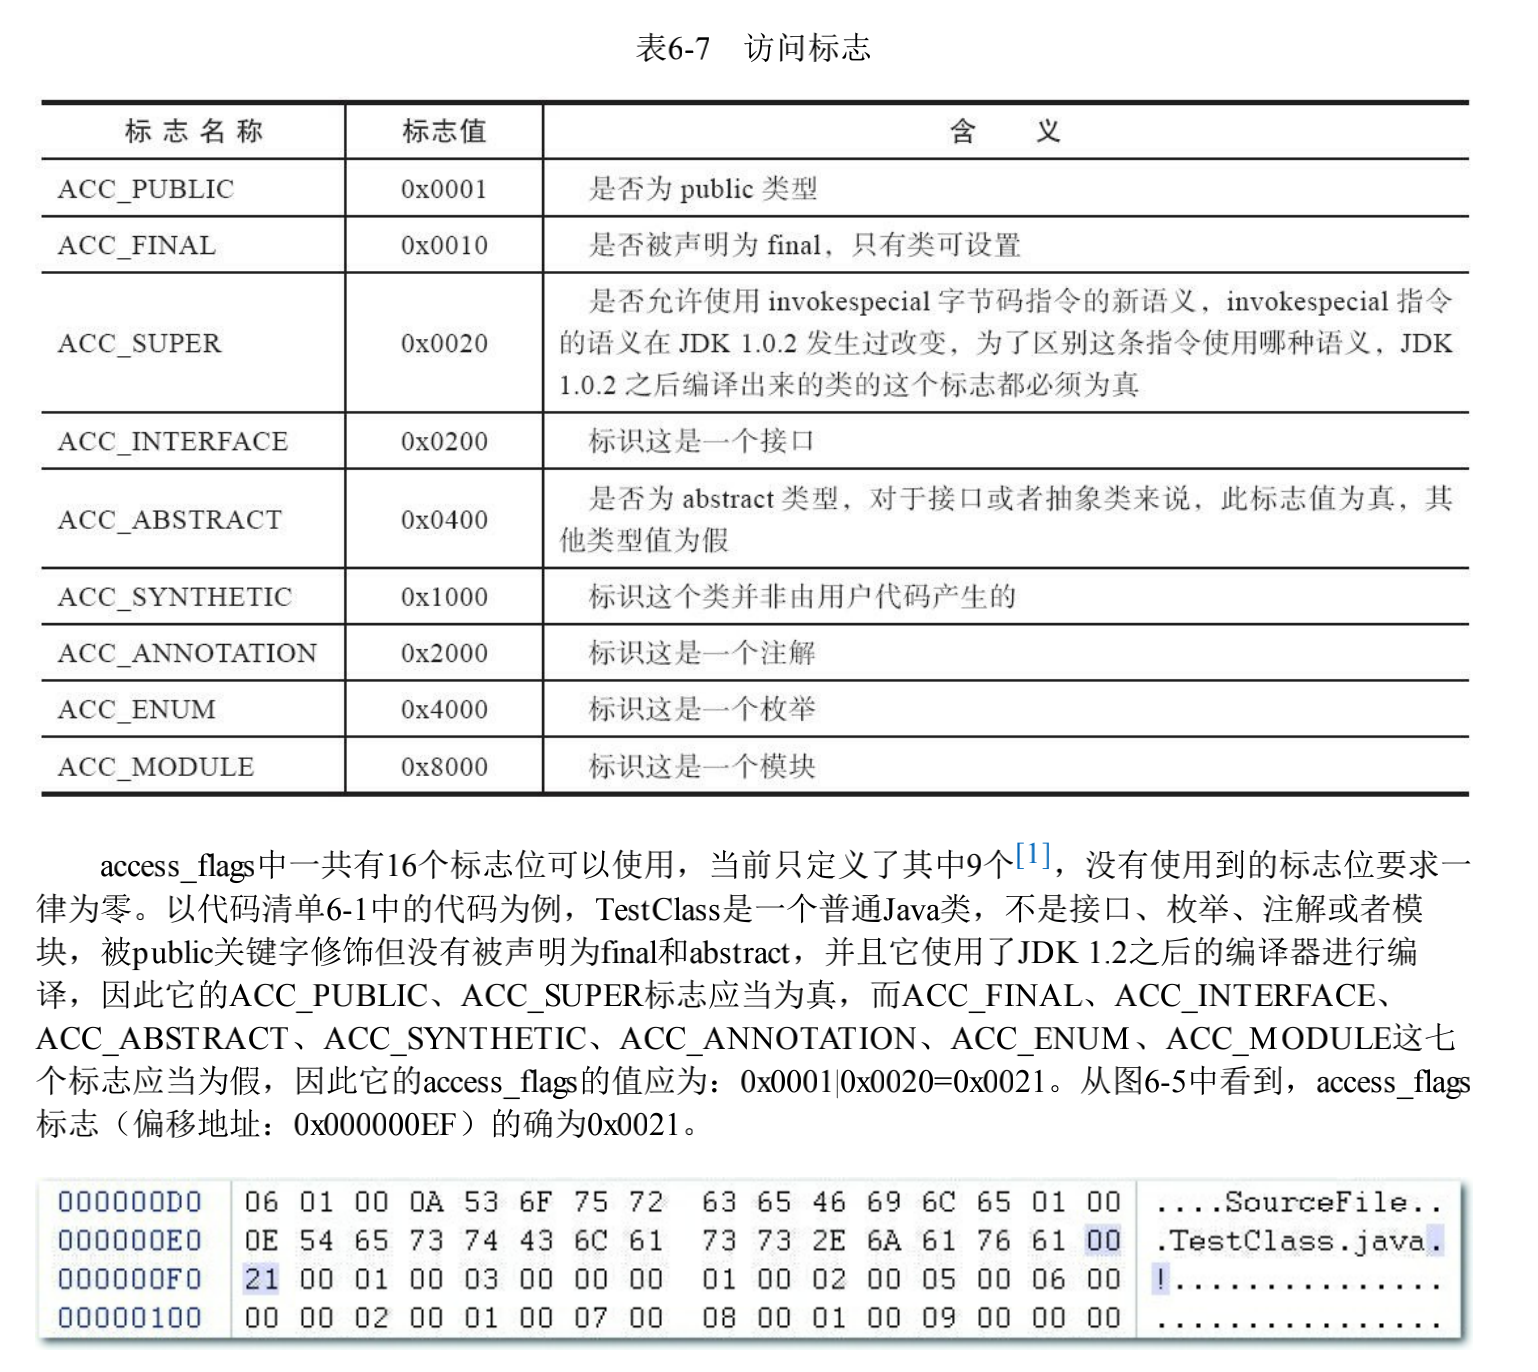 表6-7 访问标志
标志名称 标志值 含 义
ACC_PUBLIC 0x0001 是否为 public 类型
ACC_FINAL 0x0010 是否被声明为 final，只有类可设置
ACC_SUPER 0x0020 是否允许使用 invokespecial 字节码指令的新语义，invokespecial 指令
的语义在 JDK 1.0.2 发生过改变，为了区别这条指令使用哪种语义，JDK
1.0.2 之后编译出来的类的这个标志都必须为真
ACC_INTERFACE 0x0200 标识这是一个接口
ACC_ABSTRACT 0x0400 是否为 abstract 类型，对于接口或者抽象类来说，此标志值为真，其
他类型值为假
ACC_SYNTHETIC 0x1000 标识这个类并非由用户代码产生的
ACC_ANNOTATION 0x2000 标识这是一个注解
ACC_ENUM 0x4000 标识这是一个枚举
ACC_MODULE 0x8000 标识这是一个模块
access_flags中一共有16个标志位可以使用，当前只定义了其中9个[1]，没有使用到的标志位要求一
律为零。以代码清单6-1中的代码为例，TestClass是一个普通Java类，不是接口、枚举、注解或者模
块，被public关键字修饰但没有被声明为final和abstract，并且它使用了JDK 1.2之后的编译器进行编
译，因此它的ACC_PUBLIC、ACC_SUPER标志应当为真，而ACC_FINAL、ACC_INTERFACE、
ACC_ABSTRACT、ACC_SYNTHETIC、ACC_ANNOTATION、ACC_ENUM、ACC_MODULE这七
个标志应当为假，因此它的access_flags的值应为：0x0001|0x0020=0x0021。从图6-5中看到，access_flags
标志（偏移地址：0x000000EF）的确为0x0021。
000000D0 06 01 00 0A 53 6F 75 72 63 65 46 69 6C 65 01 00 ....SourceFile..
000000E0 0E 54 65 73 74 43 6C 61 73 73 2E 6A 61 76 61 00 .TestClass.java.
000000F0 21 00 01 00 03 00 00 00 01 00 02 00 05 00 06 00 !...............
00000100 00 00 02 00 01 00 07 00 08 00 01 00 09 00 00 00 ................